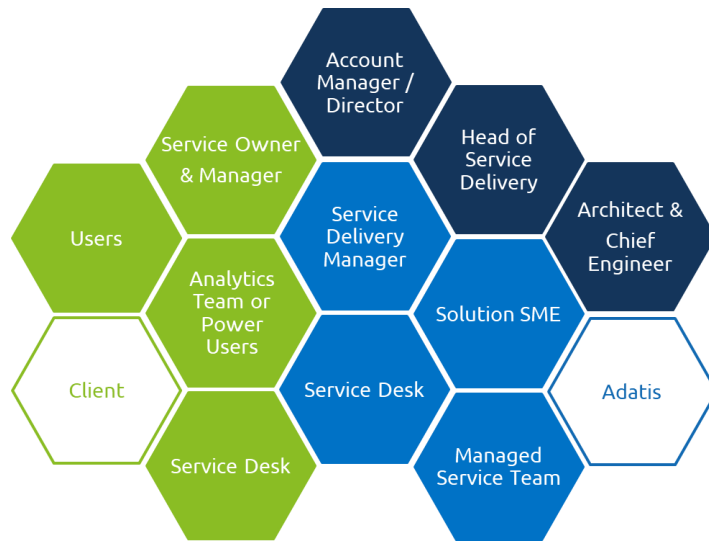 Account
Manager /
Director
Service Owner
& Manager
Head of
Service
Delivery
Users
Service
Delivery
Manager
Architect &
Chief
Engineer
Analytics
Team or
Power
Users
Solution SME
Client
Service Desk
Adatis
Service Desk
Managed
Service Team